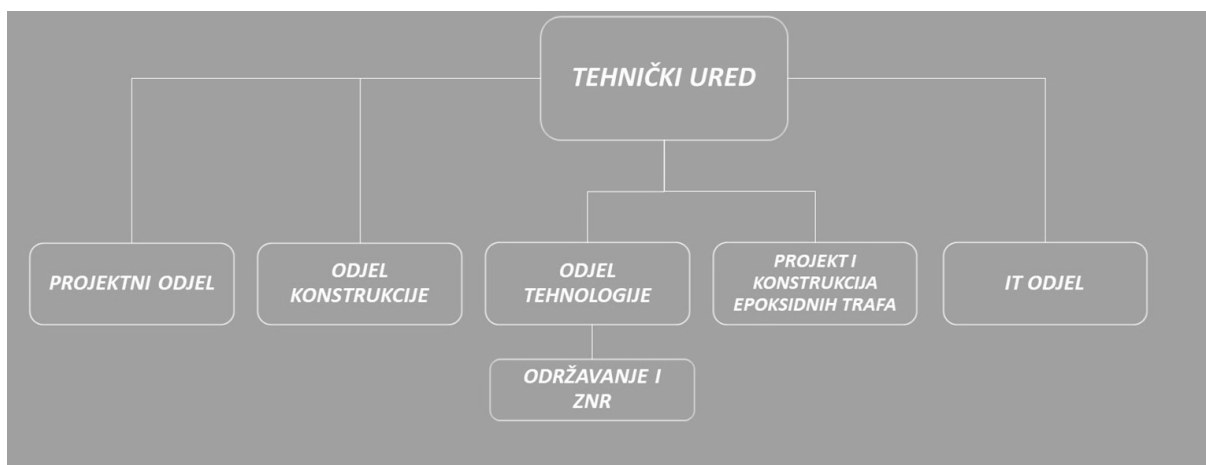 TEHNIČKI URED
PROJEKTNI ODJEL
ODJEL
KONSTRUKCIJE
ODJEL
TEHNOLOGIJE
PROJEKT I
KONSTRUKCIJA
EPOKSIDNIH TRAFA
IT ODJEL
ODRŽAVANJE I
ZNR